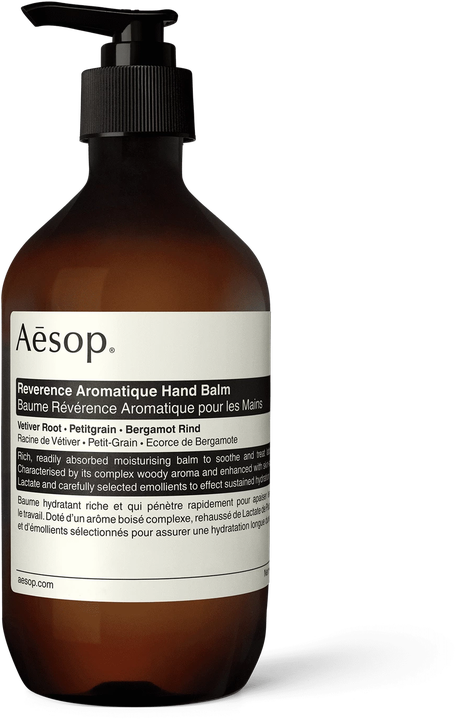 Aēsop®
Reverence Aromatique Hand Balm
Baume Révérence Aromatique pour les Mains
Vetiver Root • Petitgrain • Bergamot Rind
Racine de Vétiver • Petit-Grain • Ecorce de Bergamote
Rich, readily absorbed moisturising balm to soothe and treat
Characterised by its complex woody aroma and enhanced with
Lactate and carefully selected emollients to effect sustained
Baume hydratant riche et qui pénètre rapidement pour
le travail. Doté d'un arôme boisé complexe, rehaussé de Lactate de
et d'émollients sélectionnés pour assurer une hydratation longue
aesop.com